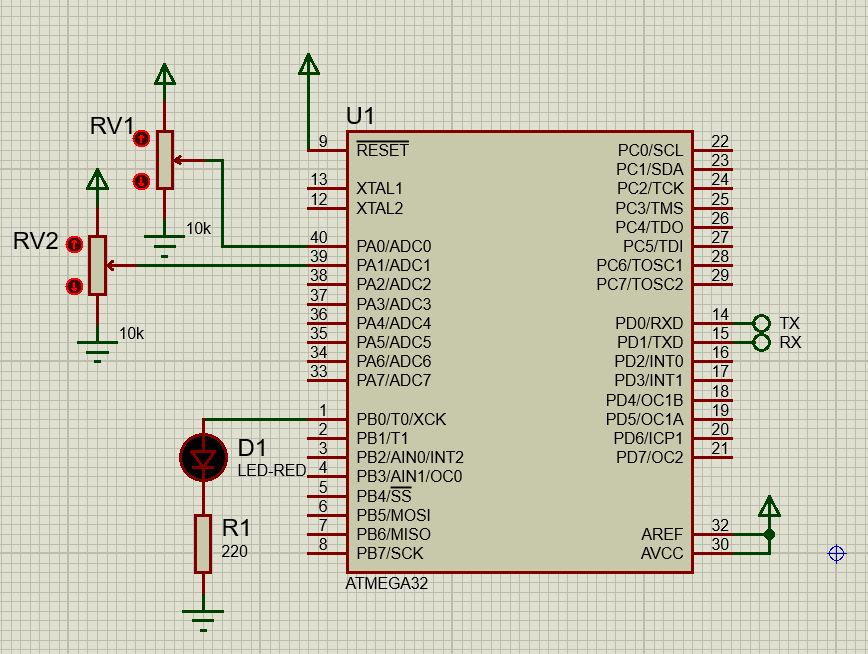 U1
RV1
10k
RV2
10k
9 RESET
13 XTAL1
12 XTAL2
40 PA0/ADC0
39 PA1/ADC1
38 PA2/ADC2
37 PA3/ADC3
36 PA4/ADC4
35 PA5/ADC5
34 PA6/ADC6
33 PA7/ADC7
1 PB0/T0/XCK
2 PB1/T1
3 PB2/AIN0/INT2
4 PB3/AIN1/OC0
5 PB4/SS
6 PB5/MOSI
7 PB6/MISO
8 PB7/SCK
PC0/SCL 22
PC1/SDA 23
PC2/TCK 24
PC3/TMS 25
PC4/TDO 26
PC5/TDI 27
PC6/TOSC1 28
PC7/TOSC2 29
PD0/RXD 14 TX
PD1/TXD 15 RX
PD2/INT0 16
PD3/INT1 17
PD4/OC1B 18
PD5/OC1A 19
PD6/ICP1 20
PD7/OC2 21
AREF 32
AVCC 30
D1
LED-RED
R1
220
ATMEGA32